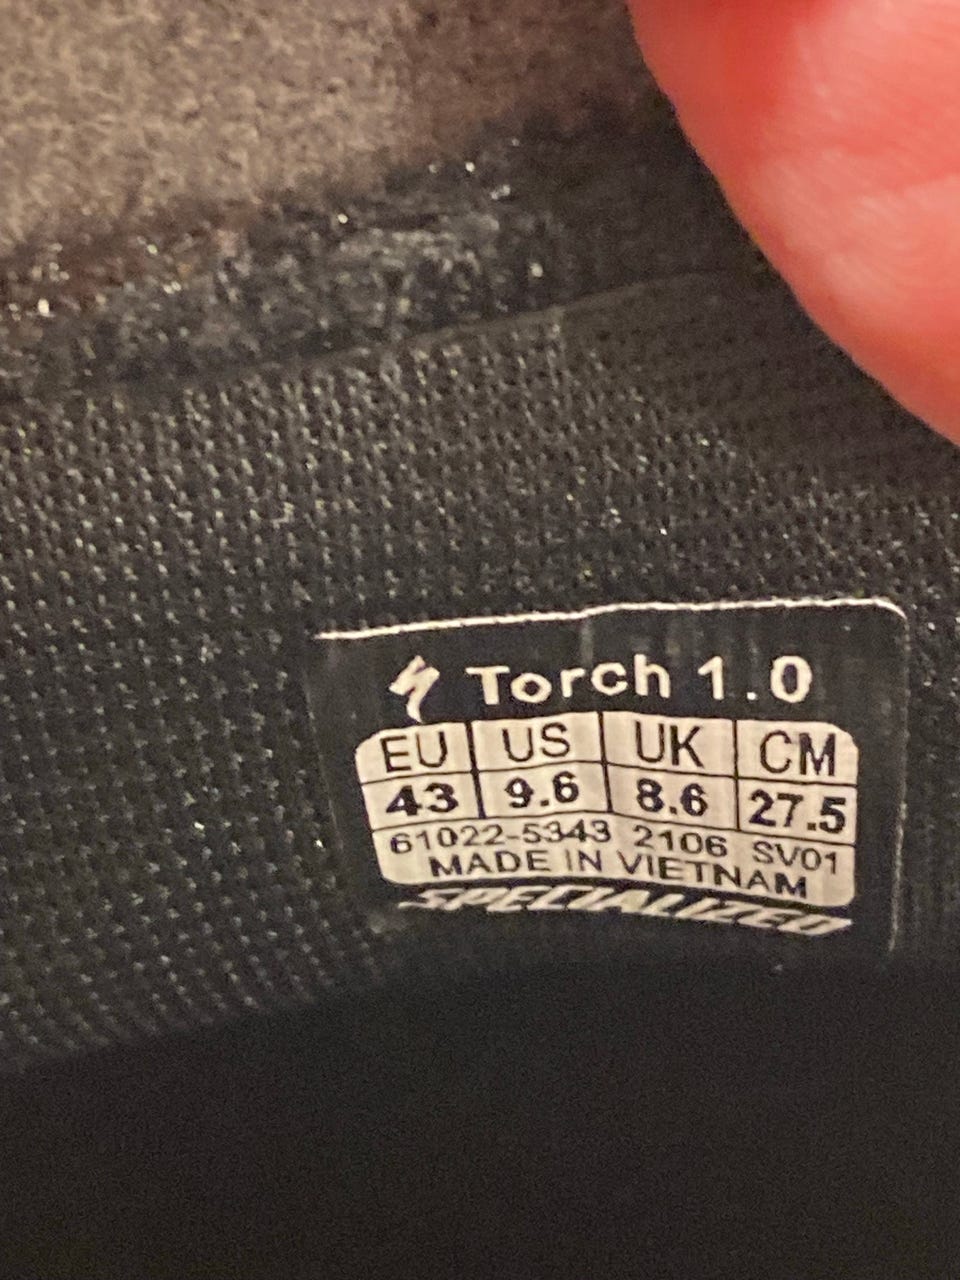 Torch 1.0
EU US UK CM
43 9.6 8.6 27.5
61022-5343 2106 SV01
MADE IN VIETNAM
SPECIALIZED